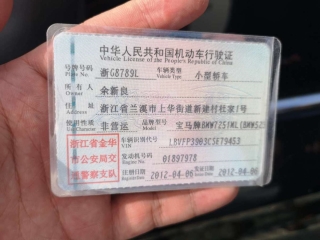 中华人民共和国机动车行驶证
Vehicle License of the People's Republic of China
号牌号码 浙G8789L 车辆类型 小型轿车
Plate No. Vehicle Type
所有人 余新良
Owner
住址 浙江省兰溪市上华街道新建村杜家1号
Address
使用性质 非营运 品牌型号 宝马牌BMW7251ML(BMW525
Use Character Model
浙江省金华
市公安局交
通警察支队
车辆识别代号 LBVFP3903CSE79453
VIN
发动机号码 01897978
Engine No.
注册日期 2012-04-06 发证日期 2012-04-06
Register Date Issue Date